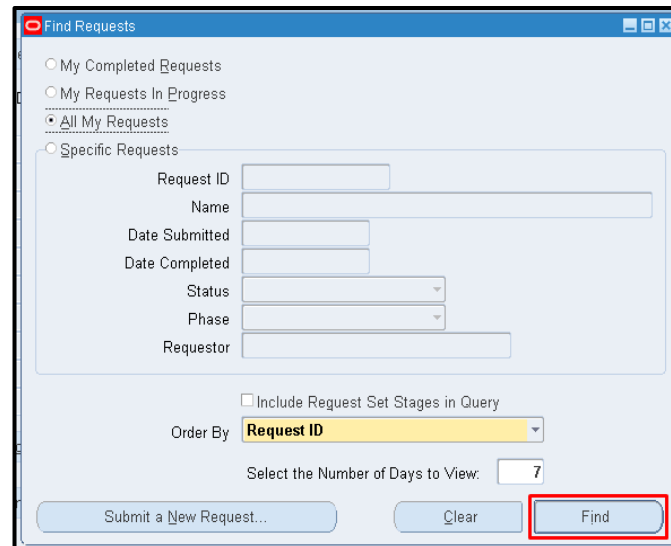 Find Requests
My Completed Requests
My Requests In Progress
All My Requests
Specific Requests
Request ID
Name
Date Submitted
Date Completed
Status
Phase
Requestor
Include Request Set Stages in Query
Order By Request ID
Select the Number of Days to View: 7
Submit a New Request... Clear Find